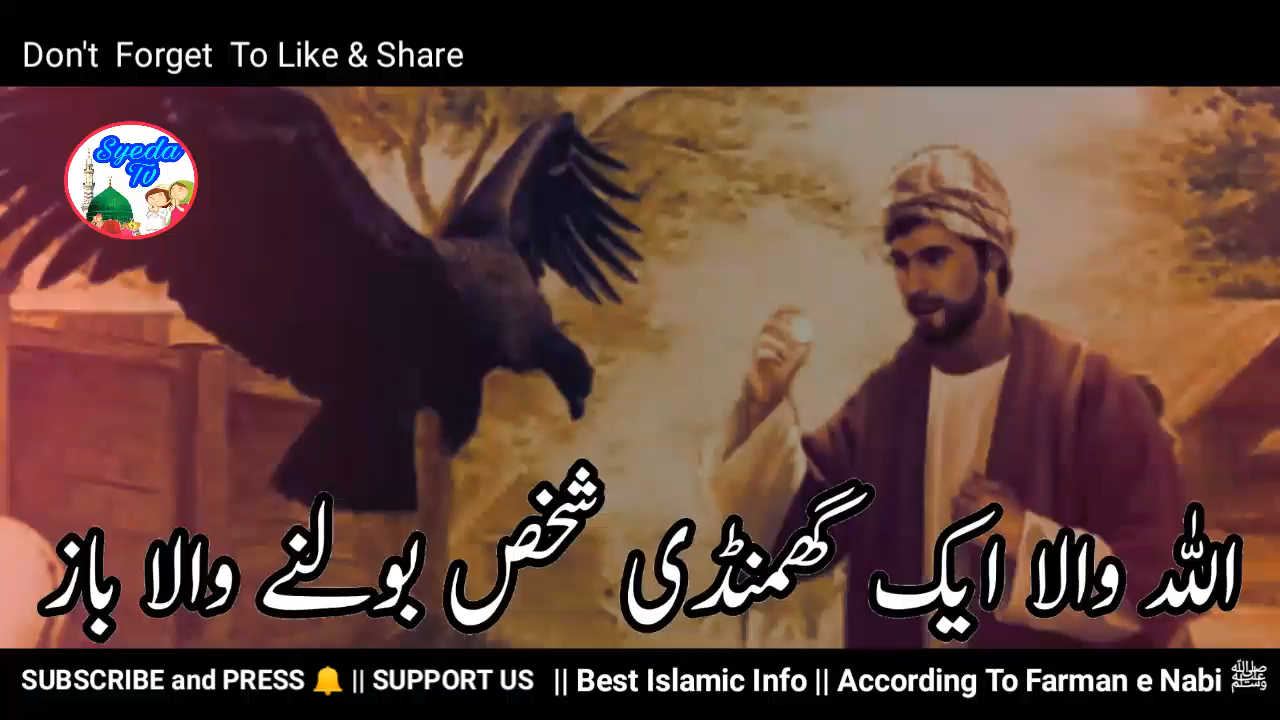 Don't Forget To Like & Share
Syeda
Tv
اللہ والا ایک گھمنڈی شخص بولنے والا باز
SUBSCRIBE and PRESS 🔔 || SUPPORT US || Best Islamic Info || According To Farman e Nabi ﷺ